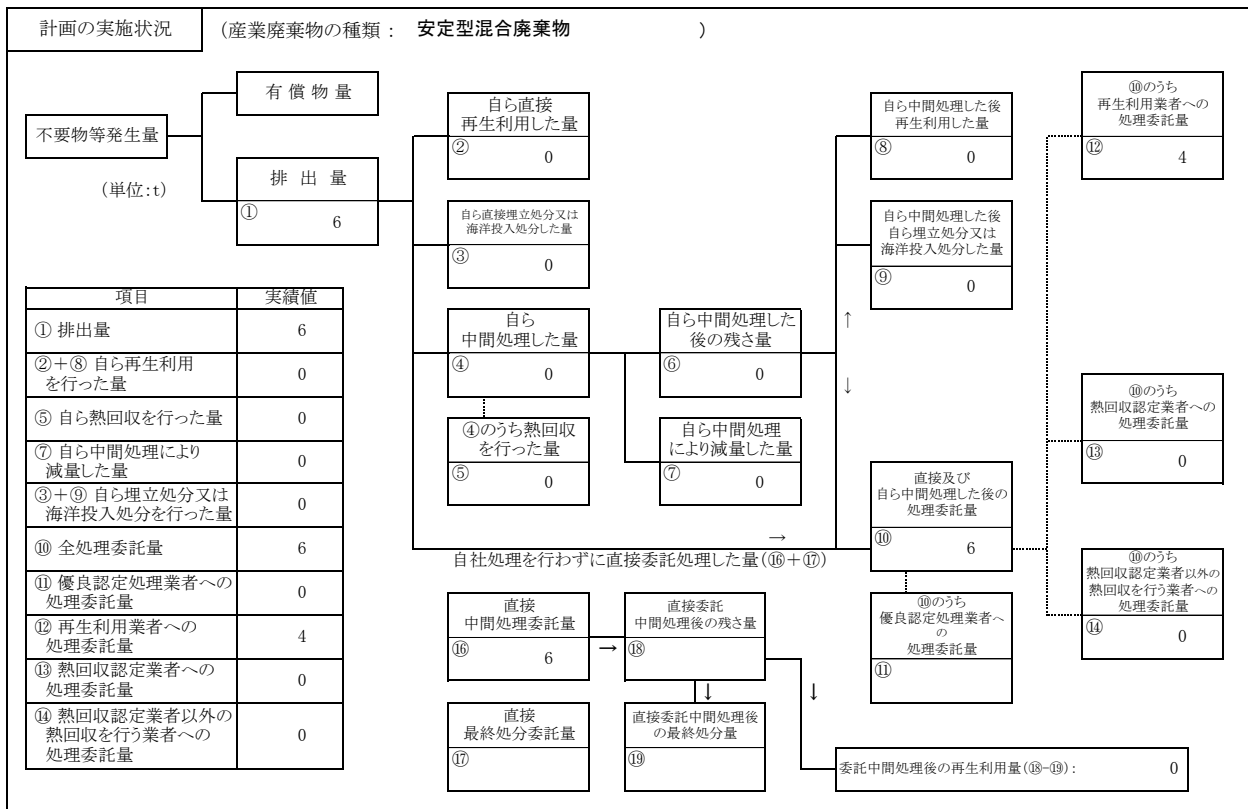 計画の実施状況 (産業廃棄物の種類： 安定型混合廃棄物 )
不要物等発生量
(単位:t)
有 償 物 量
排 出 量
① 6
自ら直接
再生利用した量
② 0
自ら直接埋立処分又は
海洋投入処分した量
③ 0
自ら
中間処理した量
④ 0
④のうち熱回収
を行った量
⑤ 0
自ら中間処理した
後の残さ量
⑥ 0
自ら中間処理
により減量した量
⑦ 0
自ら中間処理した後
再生利用した量
⑧ 0
自ら中間処理した後
自ら埋立処分又は
海洋投入処分した量
⑨ 0
↑
↓
直接及び
自ら中間処理した後の
処理委託量
⑩ 6
⑩のうち
優良認定処理業者へ
の
処理委託量
⑪
⑩のうち
再生利用業者への
処理委託量
⑫ 4
⑩のうち
熱回収認定業者への
処理委託量
⑬ 0
⑩のうち
熱回収認定業者以外の
熱回収を行う業者への
処理委託量
⑭ 0
→
自社処理を行わずに直接委託処理した量(⑯＋⑰)
直接
中間処理委託量
⑯ 6
→
直接委託
中間処理後の残さ量
⑱
↓
↓
直接
最終処分委託量
⑰
直接委託中間処理後
の最終処分量
⑲
委託中間処理後の再生利用量(⑱-⑲)： 0
項目 実績値
① 排出量 6
②＋⑧ 自ら再生利用
を行った量 0
⑤ 自ら熱回収を行った量 0
⑦ 自ら中間処理により
減量した量 0
③＋⑨ 自ら埋立処分又は
海洋投入処分を行った量 0
⑩ 全処理委託量 6
⑪ 優良認定処理業者への
処理委託量 0
⑫ 再生利用業者への
処理委託量 4
⑬ 熱回収認定業者への
処理委託量 0
⑭ 熱回収認定業者以外の
熱回収を行う業者への
処理委託量 0